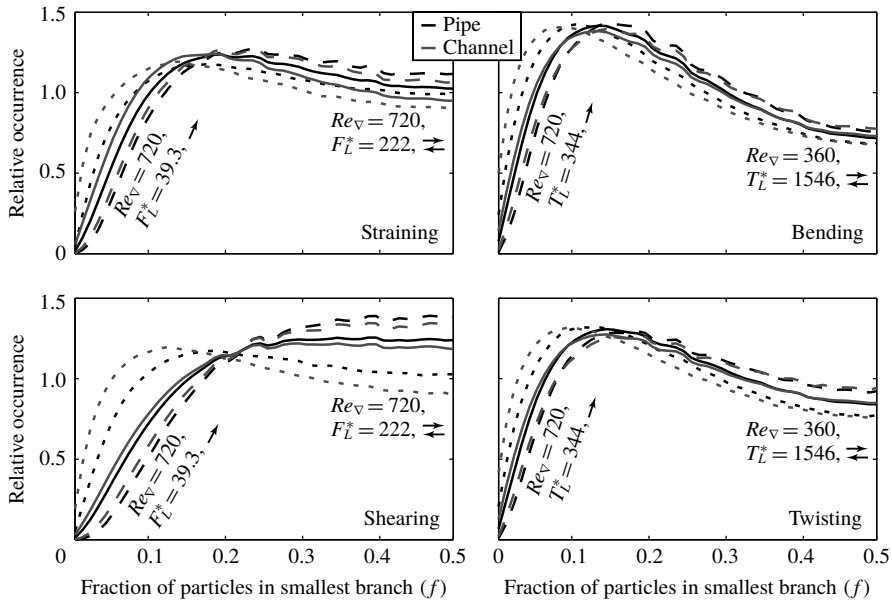 Pipe
Channel
Relative occurrence
1.5
1.0
0.5
0
Re∇ = 720,
F*L = 39.3, ↗
Re∇ = 720,
F*L = 222, ⇄
Straining
Re∇ = 720,
T*L = 344, ↗
Re∇ = 360,
T*L = 1546, ⇄
Bending
Relative occurrence
1.5
1.0
0.5
Re∇ = 720,
F*L = 39.3, ↗
Re∇ = 720,
F*L = 222, ⇄
Shearing
Re∇ = 720,
T*L = 344, ↗
Re∇ = 360,
T*L = 1546, ⇄
Twisting
0 0.1 0.2 0.3 0.4 0.5
0 0.1 0.2 0.3 0.4 0.5
Fraction of particles in smallest branch (f)
Fraction of particles in smallest branch (f)